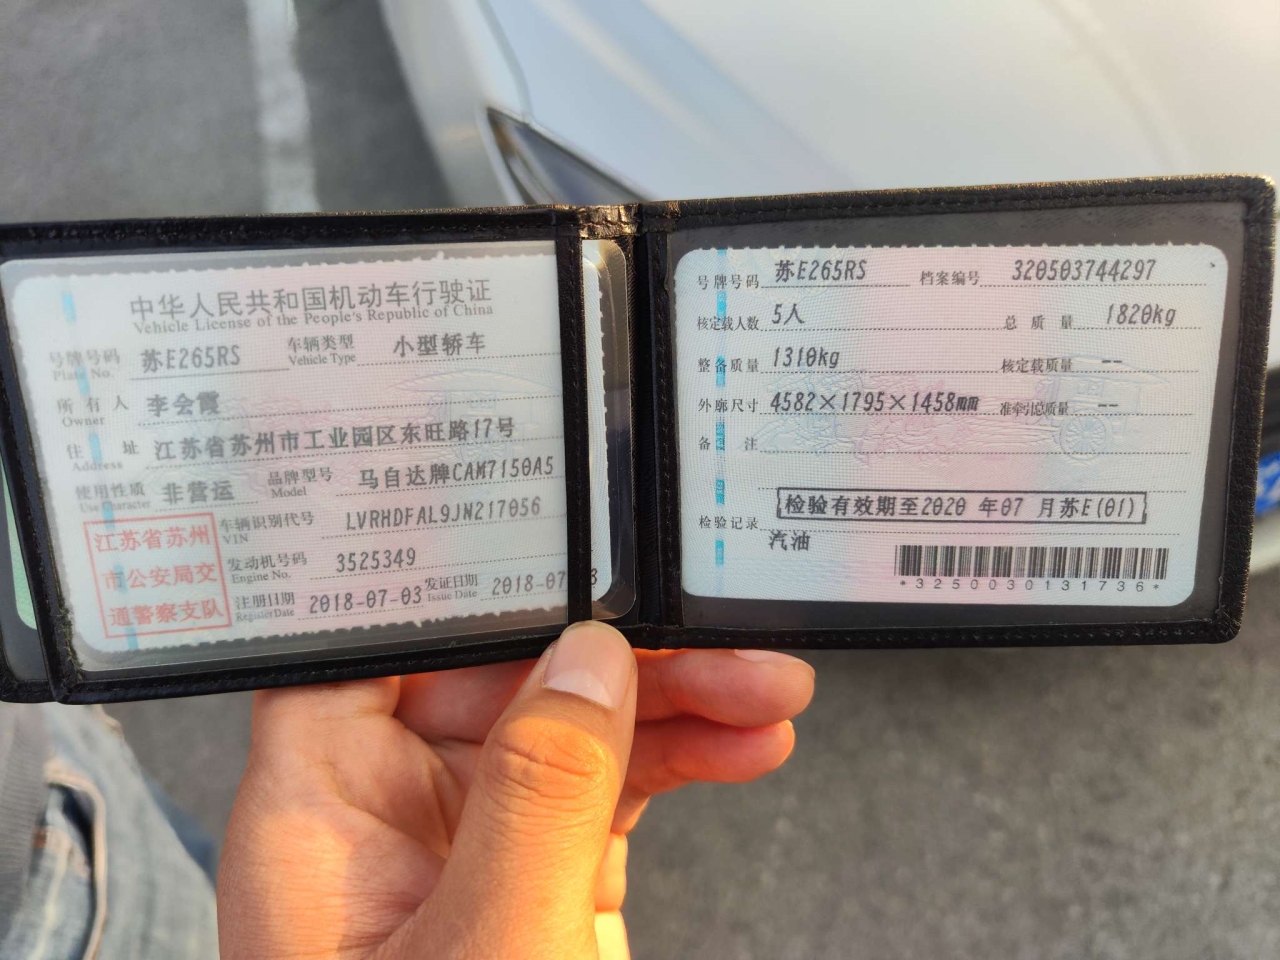 中华人民共和国机动车行驶证
Vehicle License of the People's Republic of China
号牌号码 苏E265RS 车辆类型 小型轿车
Plate No. Vehicle Type
所有人 李会霞
Owner
住址 江苏省苏州市工业园区东旺路17号
Address
使用性质 非营运 品牌型号 马自达牌CAM7150A5
Use Character Model
江苏省苏州
市公安局交
通警察支队
车辆识别代号 LVRHDFAL9JN217056
VIN
发动机号码 3525349
Engine No.
注册日期 2018-07-03 发证日期 2018-07
Register Date Issue Date
号牌号码 苏E265RS 档案编号 320503744297
核定载人数 5人 总质量 1820kg
整备质量 1310kg 核定载质量 --
外廓尺寸 4582×1795×1458mm 准牵引总质量 --
备注
检验有效期至2020 年07 月苏E(01)
检验记录
汽油
*3250030131736*